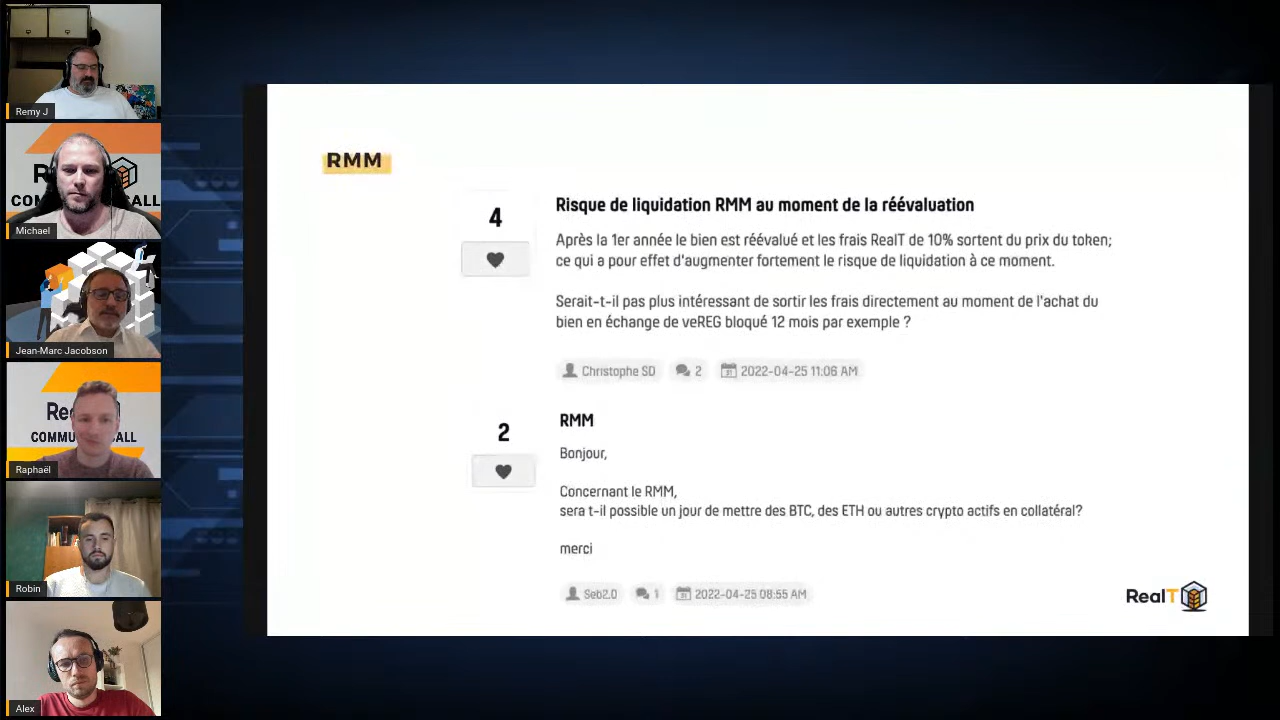 Remy J
R
COM
CALL
Michael
Jean-Marc Jacobson
Re
COMMU
CALL
Raphaël
Robin
Alex
RMM
4
Risque de liquidation RMM au moment de la réévaluation
Après la 1er année le bien est réévalué et les frais RealT de 10% sortent du prix du token;
ce qui a pour effet d'augmenter fortement le risque de liquidation à ce moment.
Serait-t-il pas plus intéressant de sortir les frais directement au moment de l'achat du
bien en échange de veREG bloqué 12 mois par exemple ?
Christophe SD 2 2022-04-25 11:06 AM
2
RMM
Bonjour,
Concernant le RMM,
sera t-il possible un jour de mettre des BTC, des ETH ou autres crypto actifs en collatéral?
merci
Seb2.0 1 2022-04-25 08:55 AM
RealT